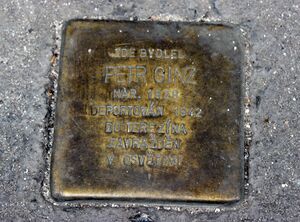 ZDE BYDLEL
PETR GINZ
NAR. 1928
DEPORTOVÁN 1942
DO TEREZÍNA
ZAVRAŽDĚN
V OSVĚTIMI